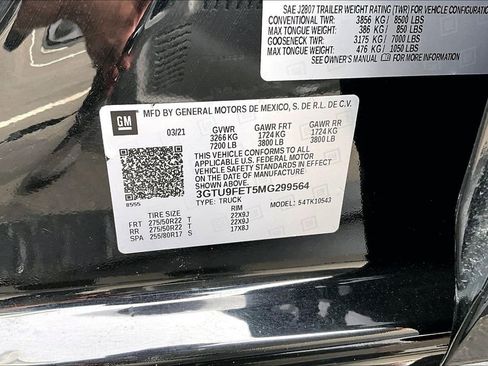 SAE J2807 TRAILER WEIGHT RATING (TWR) FOR VEHICLE CONFIGURATION
CONVENTIONAL TWR: 3856 KG / 8500 LBS
MAX TONGUE WEIGHT: 386 KG / 850 LBS
GOOSENECK TWR: 3175 KG / 7000 LBS
MAX TONGUE WEIGHT: 476 KG / 1050 LBS
SEE OWNER'S MANUAL FOR MORE INFORMATION
GM
MFD BY GENERAL MOTORS DE MEXICO, S. DE R.L. DE C.V.
03/21 GVWR GAWR FRT GAWR RR
3266 KG 1724 KG 1724 KG
7200 LB 3800 LB 3800 LB
THIS VEHICLE CONFORMS TO ALL
APPLICABLE U.S. FEDERAL MOTOR
VEHICLE SAFETY AND THEFT
PREVENTION STANDARDS IN EFFECT
ON THE DATE OF MANUFACTURE
SHOWN ABOVE.
3GTU9FET5MG299564
8555
TYPE: TRUCK MODEL: 54TK10543
TIRE SIZE RIM
FRT 275/50R22 T 22X9J
RR 275/50R22 T 22X9J
SPA 255/80R17 S 17X8J